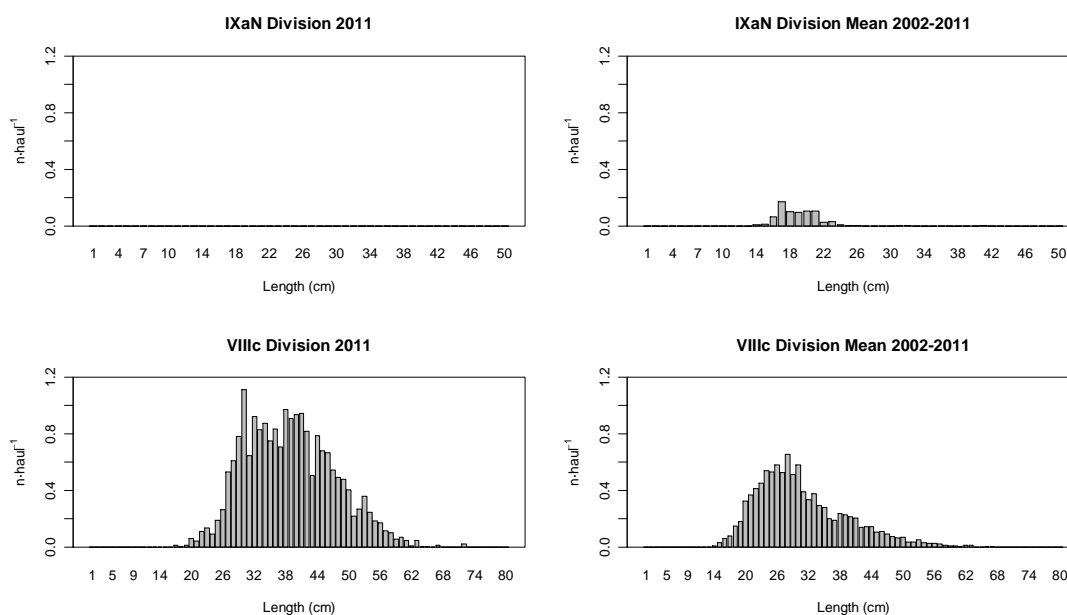 IXaN Division 2011
n·haul⁻¹
1.2
0.8
0.4
0.0
1 4 7 10 14 18 22 26 30 34 38 42 46 50
Length (cm)
IXaN Division Mean 2002-2011
n·haul⁻¹
1.2
0.8
0.4
0.0
1 4 7 10 14 18 22 26 30 34 38 42 46 50
Length (cm)
VIIIc Division 2011
n·haul⁻¹
1.2
0.8
0.4
0.0
1 5 9 14 20 26 32 38 44 50 56 62 68 74 80
Length (cm)
VIIIc Division Mean 2002-2011
n·haul⁻¹
1.2
0.8
0.4
0.0
1 5 9 14 20 26 32 38 44 50 56 62 68 74 80
Length (cm)